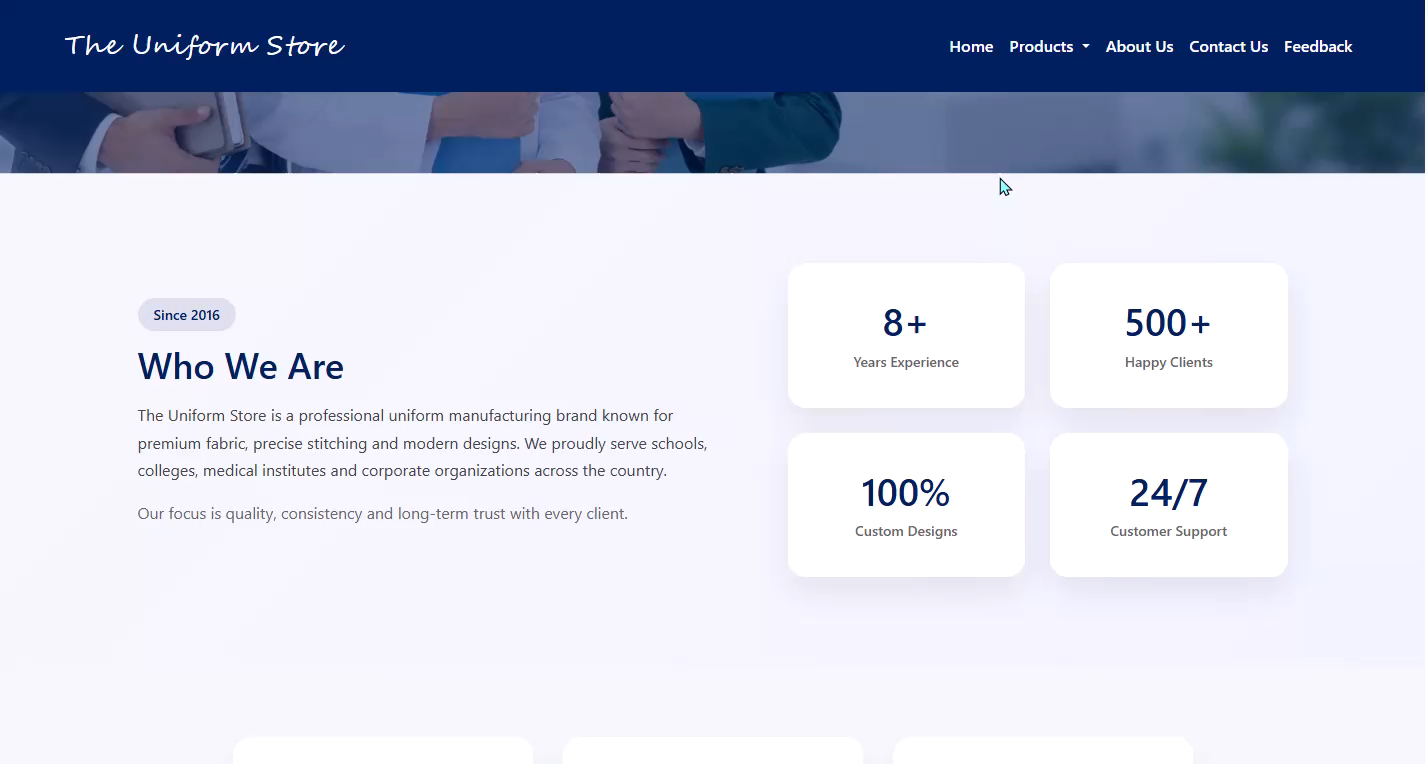 The Uniform Store
Home Products About Us Contact Us Feedback
Since 2016
Who We Are
The Uniform Store is a professional uniform manufacturing brand known for
premium fabric, precise stitching and modern designs. We proudly serve schools,
colleges, medical institutes and corporate organizations across the country.
Our focus is quality, consistency and long-term trust with every client.
8+
Years Experience
500+
Happy Clients
100%
Custom Designs
24/7
Customer Support